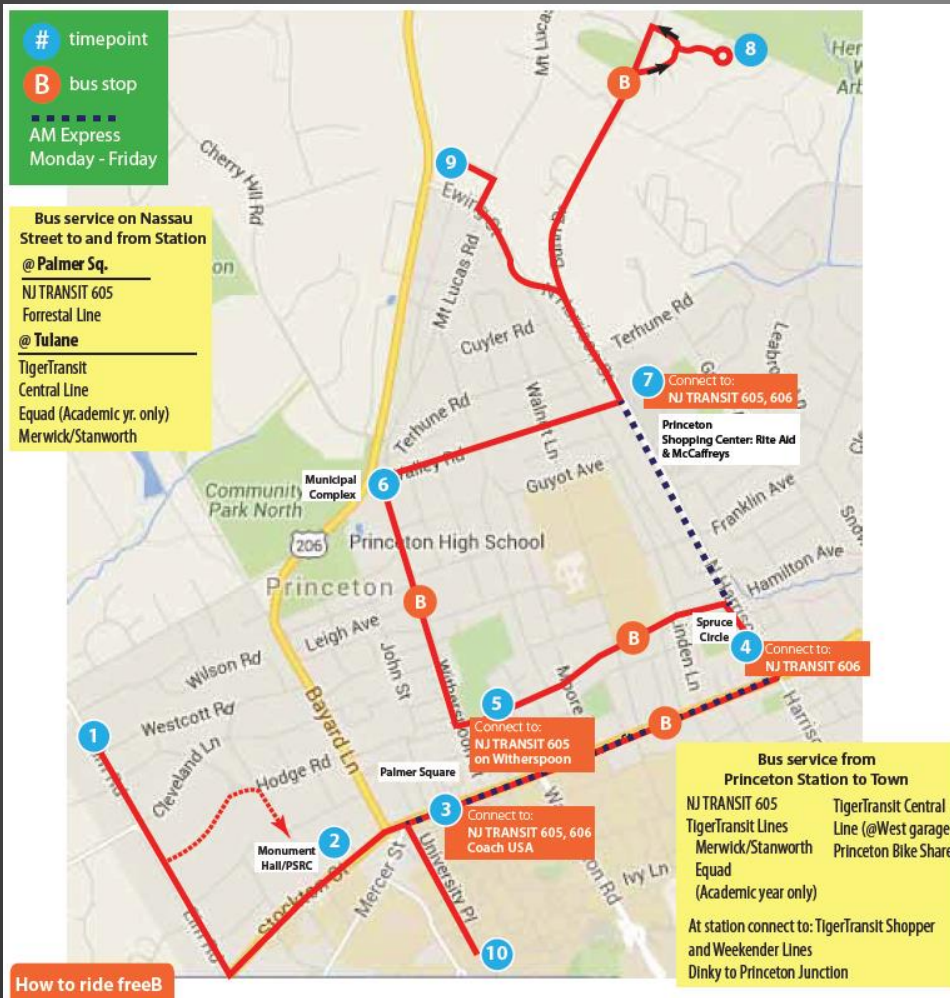 # timepoint
B bus stop
AM Express
Monday - Friday
Bus service on Nassau
Street to and from Station
@ Palmer Sq.
NJ TRANSIT 605
Forrestal Line
@ Tulane
TigerTransit
Central Line
Equad (Academic yr. only)
Merwick/Stanworth
Mt Lucas
8
B
Her
W
Arb
Cherry Hill Rd
9
Ewing St
Mt Lucas Rd
N Harrison St
Terhune Rd
Cuyler Rd
7
Connect to:
NJ TRANSIT 605, 606
Princeton
Shopping Center: Rite Aid
& McCaffreys
Terhune Rd
Walnut Ln
Valley Rd
Guyot Ave
Municipal
Complex
6
Community
Park North
206
Princeton High School
Franklin Ave
Princeton
Hamilton Ave
B
Leigh Ave
John St
B
Spruce
Circle
4
Connect to:
NJ TRANSIT 606
Wilson Rd
Westcott Rd
Cleveland Ln
Hodge Rd
Bayard Ln
1
5
Connect to:
NJ TRANSIT 605
on Witherspoon
Moore
B
Harriso
Palmer Square
3
Connect to:
NJ TRANSIT 605, 606
Coach USA
2
Monument
Hall/PSRC
Stockton St
Mercer St
University Pl
Ivy Ln
Elm Rd
10
Bus service from
Princeton Station to Town
NJ TRANSIT 605
TigerTransit Lines
Merwick/Stanworth
Equad
(Academic year only)
TigerTransit Central
Line (@West garage
Princeton Bike Share
At station connect to: TigerTransit Shopper
and Weekender Lines
Dinky to Princeton Junction
How to ride freeB